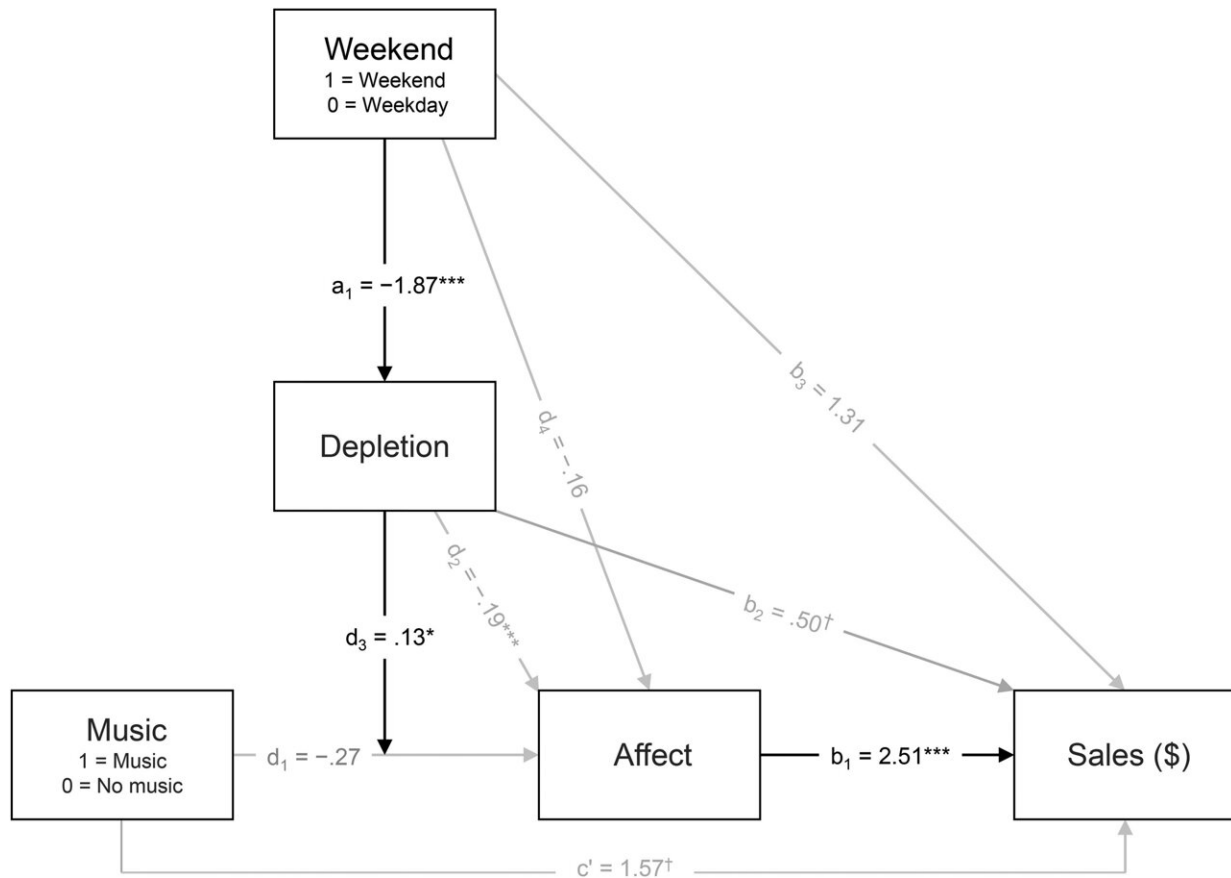 Weekend
1 = Weekend
0 = Weekday
a₁ = −1.87***
b₃ = 1.31
d₄ = −.16
Depletion
d₂ = −.19***
b₂ = .50†
d₃ = .13*
Music
1 = Music
0 = No music
d₁ = −.27
Affect
b₁ = 2.51***
Sales ($)
c' = 1.57†